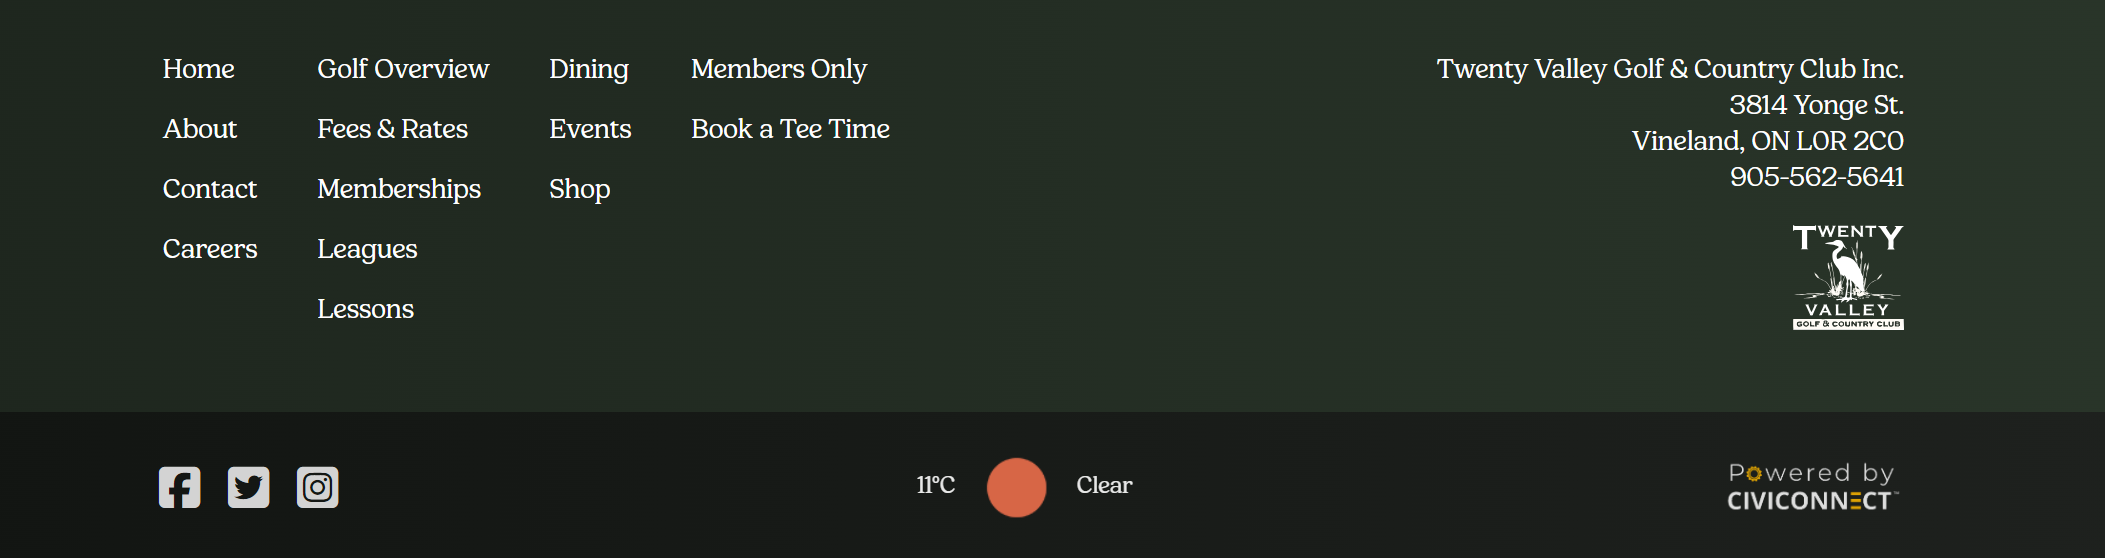 Home
About
Contact
Careers
Golf Overview
Fees & Rates
Memberships
Leagues
Lessons
Dining
Events
Shop
Members Only
Book a Tee Time
Twenty Valley Golf & Country Club Inc.
3814 Yonge St.
Vineland, ON L0R 2C0
905-562-5641
TWENTY
VALLEY
GOLF & COUNTRY CLUB
11°C
Clear
Powered by
CIVICONNECT™